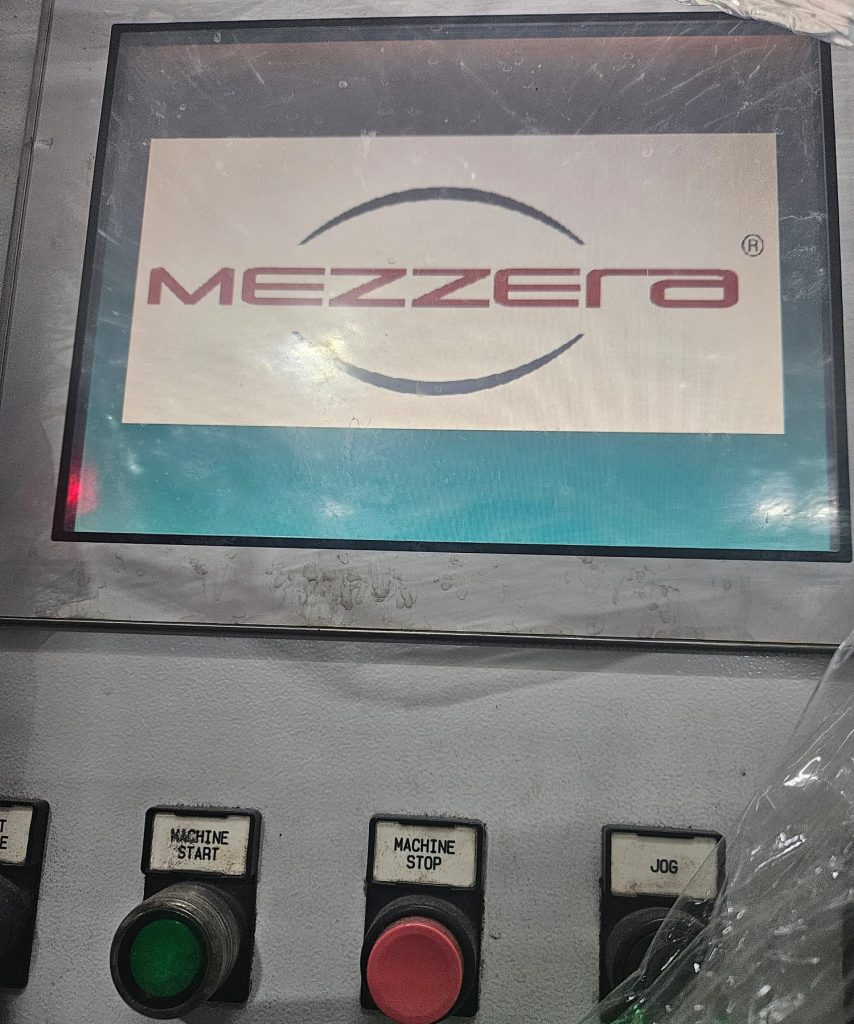 MEZZERA ®
MACHINE
START
MACHINE
STOP
JOG